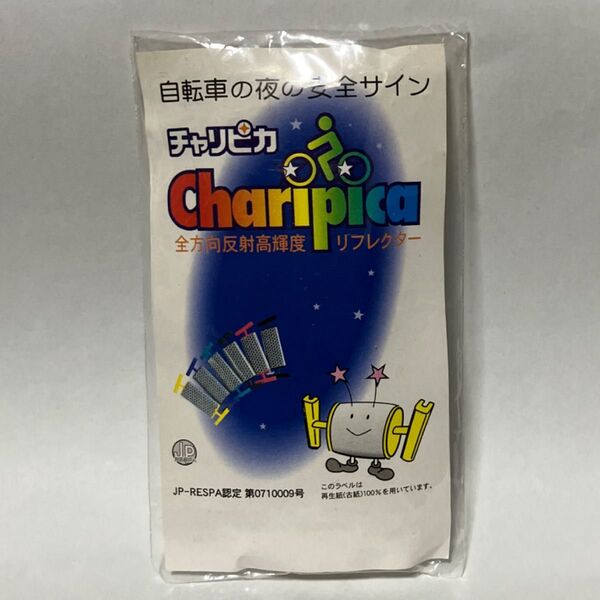 自転車の夜の安全サイン
チャリピカ
Charipica
全方向反射高輝度 リフレクター
JP
JP-RESPA認定 第0710009号
このラベルは
再生紙(古紙)100%を用いています。